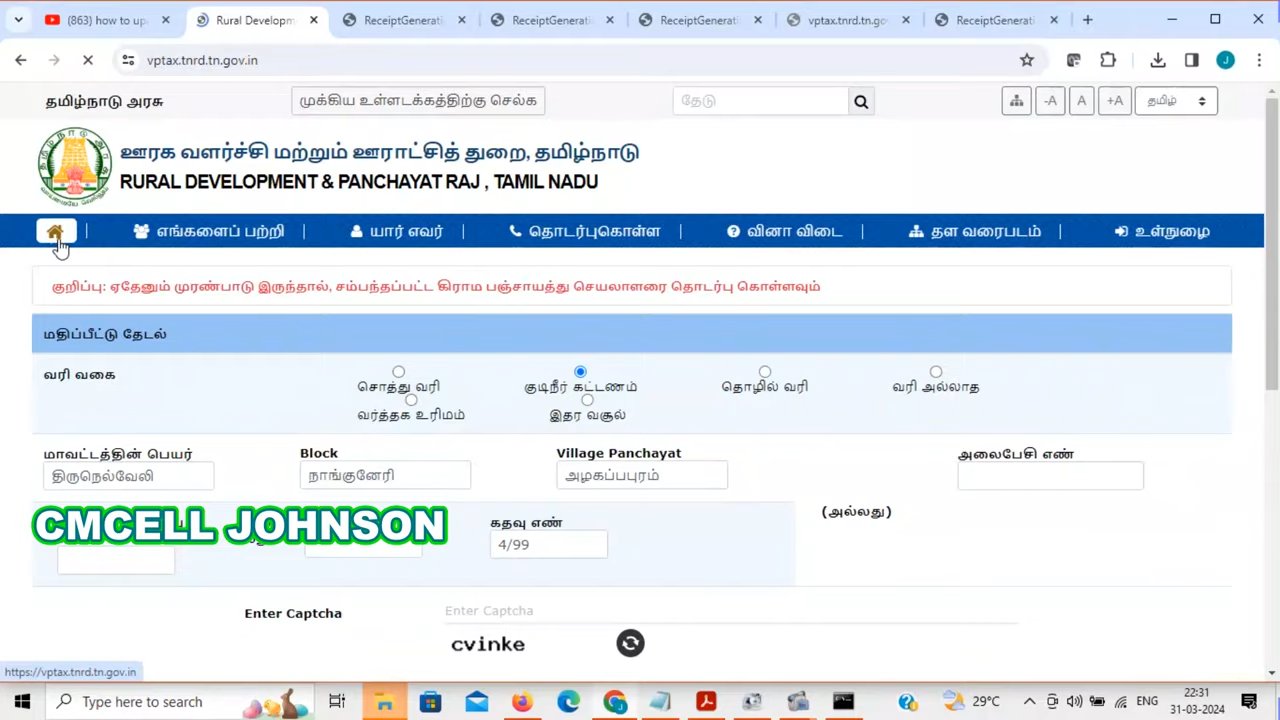 (863) how to up
Rural Developm
ReceiptGenerati
ReceiptGenerati
ReceiptGenerati
vptax.tnrd.tn.go
ReceiptGenerati
vptax.tnrd.tn.gov.in
J
தமிழ்நாடு அரசு
முக்கிய உள்ளடக்கத்திற்கு செல்க
தேடு
-A
A
+A
தமிழ்
ஊரக வளர்ச்சி மற்றும் ஊராட்சித் துறை, தமிழ்நாடு
RURAL DEVELOPMENT & PANCHAYAT RAJ , TAMIL NADU
எங்களைப் பற்றி | யார் எவர் | தொடர்புகொள்ள | வினா விடை | தள வரைபடம் | உள்நுழை
குறிப்பு: ஏதேனும் முரண்பாடு இருந்தால், சம்பந்தப்பட்ட கிராம பஞ்சாயத்து செயலாளரை தொடர்பு கொள்ளவும்
மதிப்பீட்டு தேடல்
வரி வகை
சொத்து வரி
குடிநீர் கட்டணம்
தொழில் வரி
வரி அல்லாத
வர்த்தக உரிமம்
இதர வசூல்
மாவட்டத்தின் பெயர்
Block
Village Panchayat
அலைபேசி எண்
திருநெல்வேலி
நாங்குனேரி
அழகப்பபுரம்
CMCELL JOHNSON
கதவு எண்
(அல்லது)
4/99
Enter Captcha
Enter Captcha
cvinke
https://vptax.tnrd.tn.gov.in
Type here to search
29°C
ENG
22:31
31-03-2024